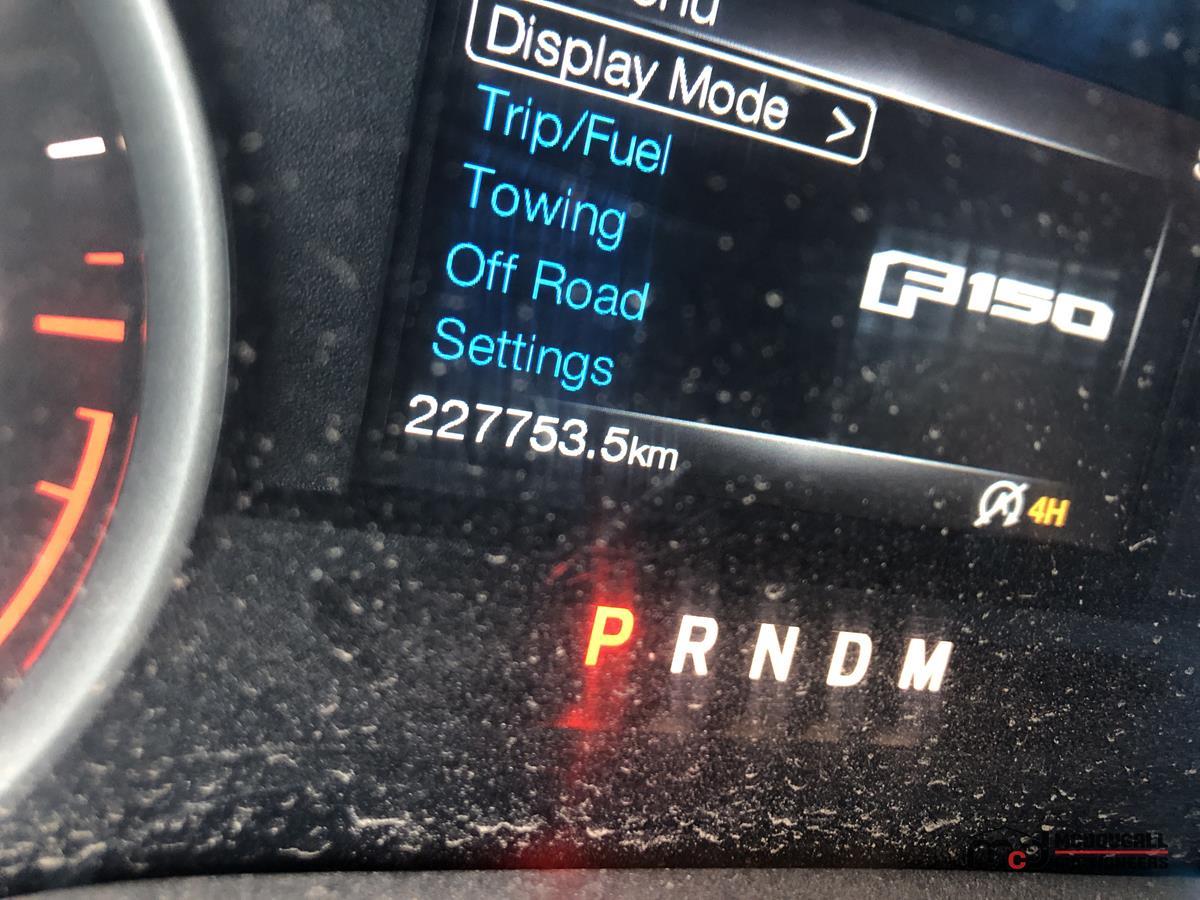 Display Mode >
Trip/Fuel
Towing
Off Road
Settings
F150
227753.5km
A 4H
P R N D M